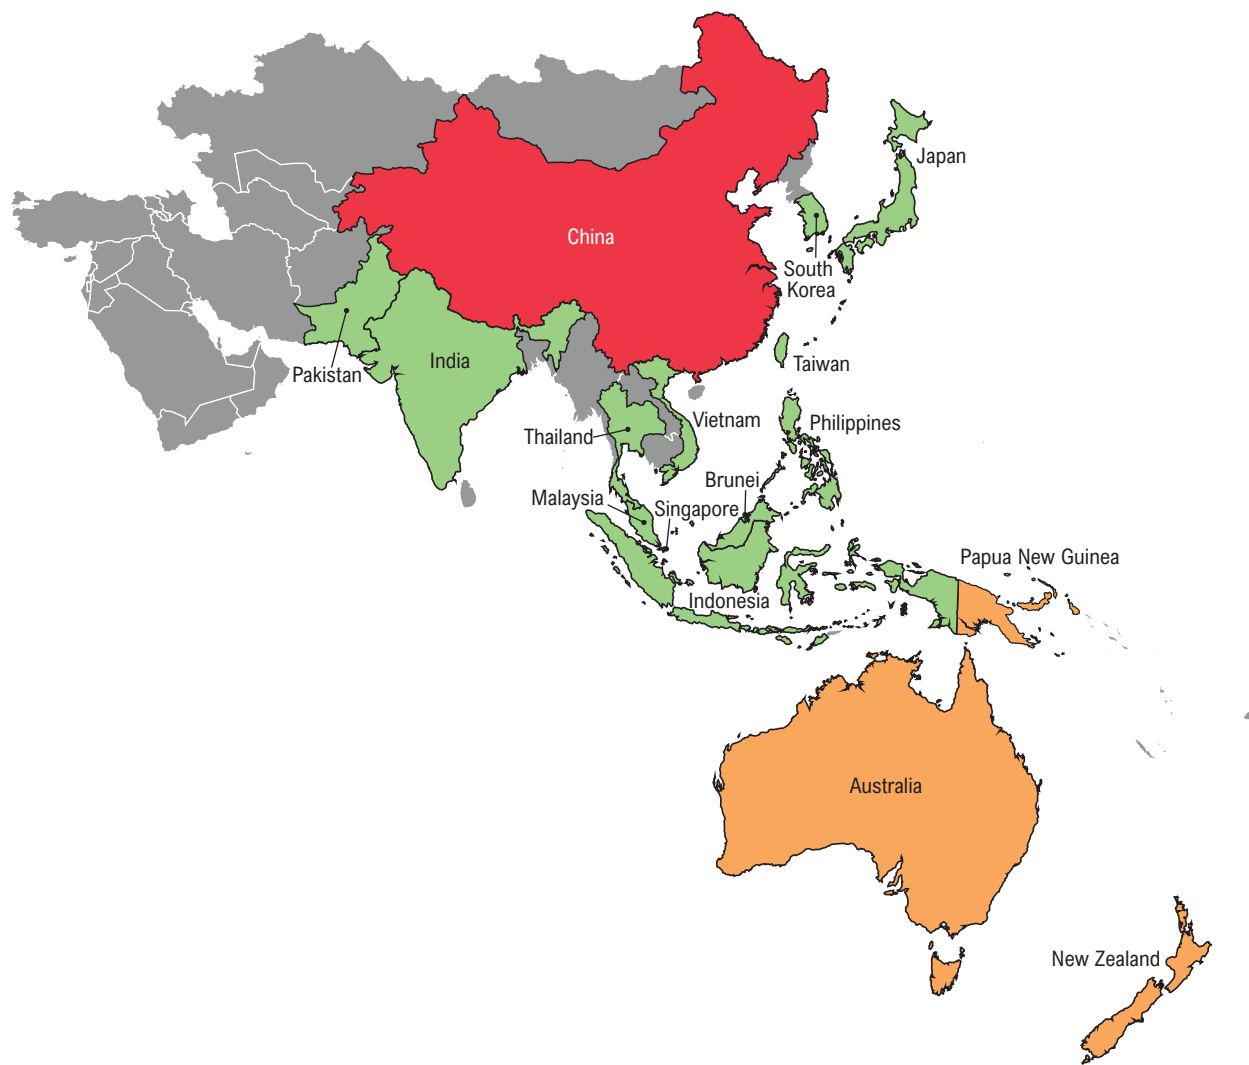 Japan
China
South
Korea
Taiwan
India
Pakistan
Vietnam
Philippines
Thailand
Brunei
Malaysia
Singapore
Papua New Guinea
Indonesia
Australia
New Zealand